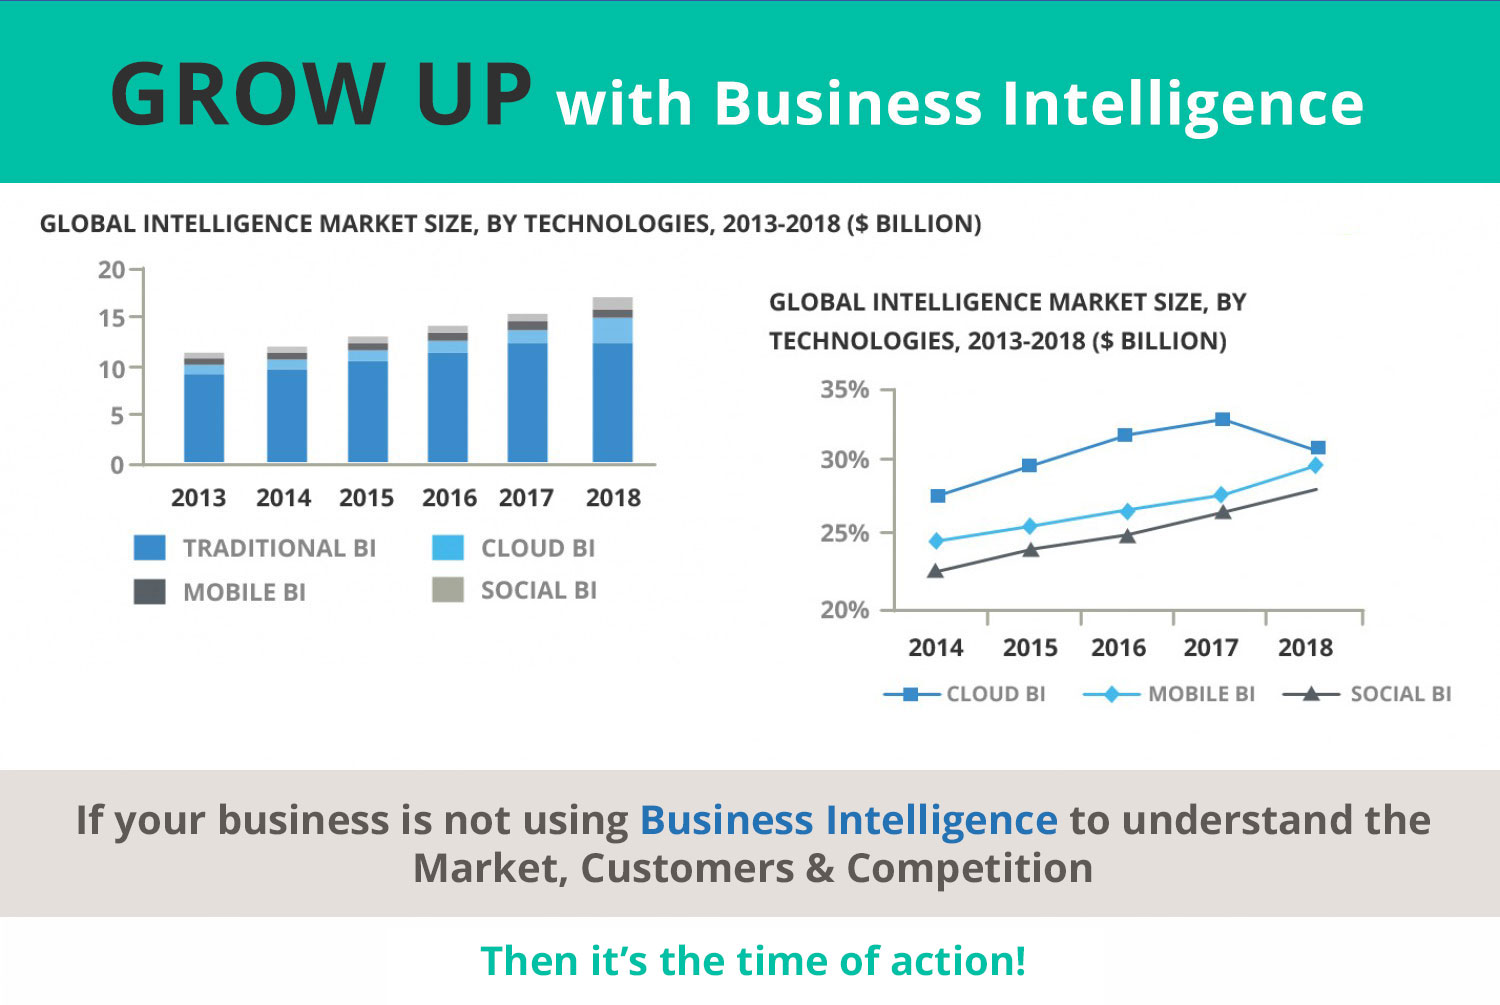 GROW UP with Business Intelligence
GLOBAL INTELLIGENCE MARKET SIZE, BY TECHNOLOGIES, 2013-2018 ($ BILLION)
20
15
10
5
0
2013 2014 2015 2016 2017 2018
TRADITIONAL BI CLOUD BI
MOBILE BI SOCIAL BI
GLOBAL INTELLIGENCE MARKET SIZE, BY
TECHNOLOGIES, 2013-2018 ($ BILLION)
35%
30%
25%
20%
2014 2015 2016 2017 2018
CLOUD BI MOBILE BI SOCIAL BI
If your business is not using Business Intelligence to understand the
Market, Customers & Competition
Then it’s the time of action!